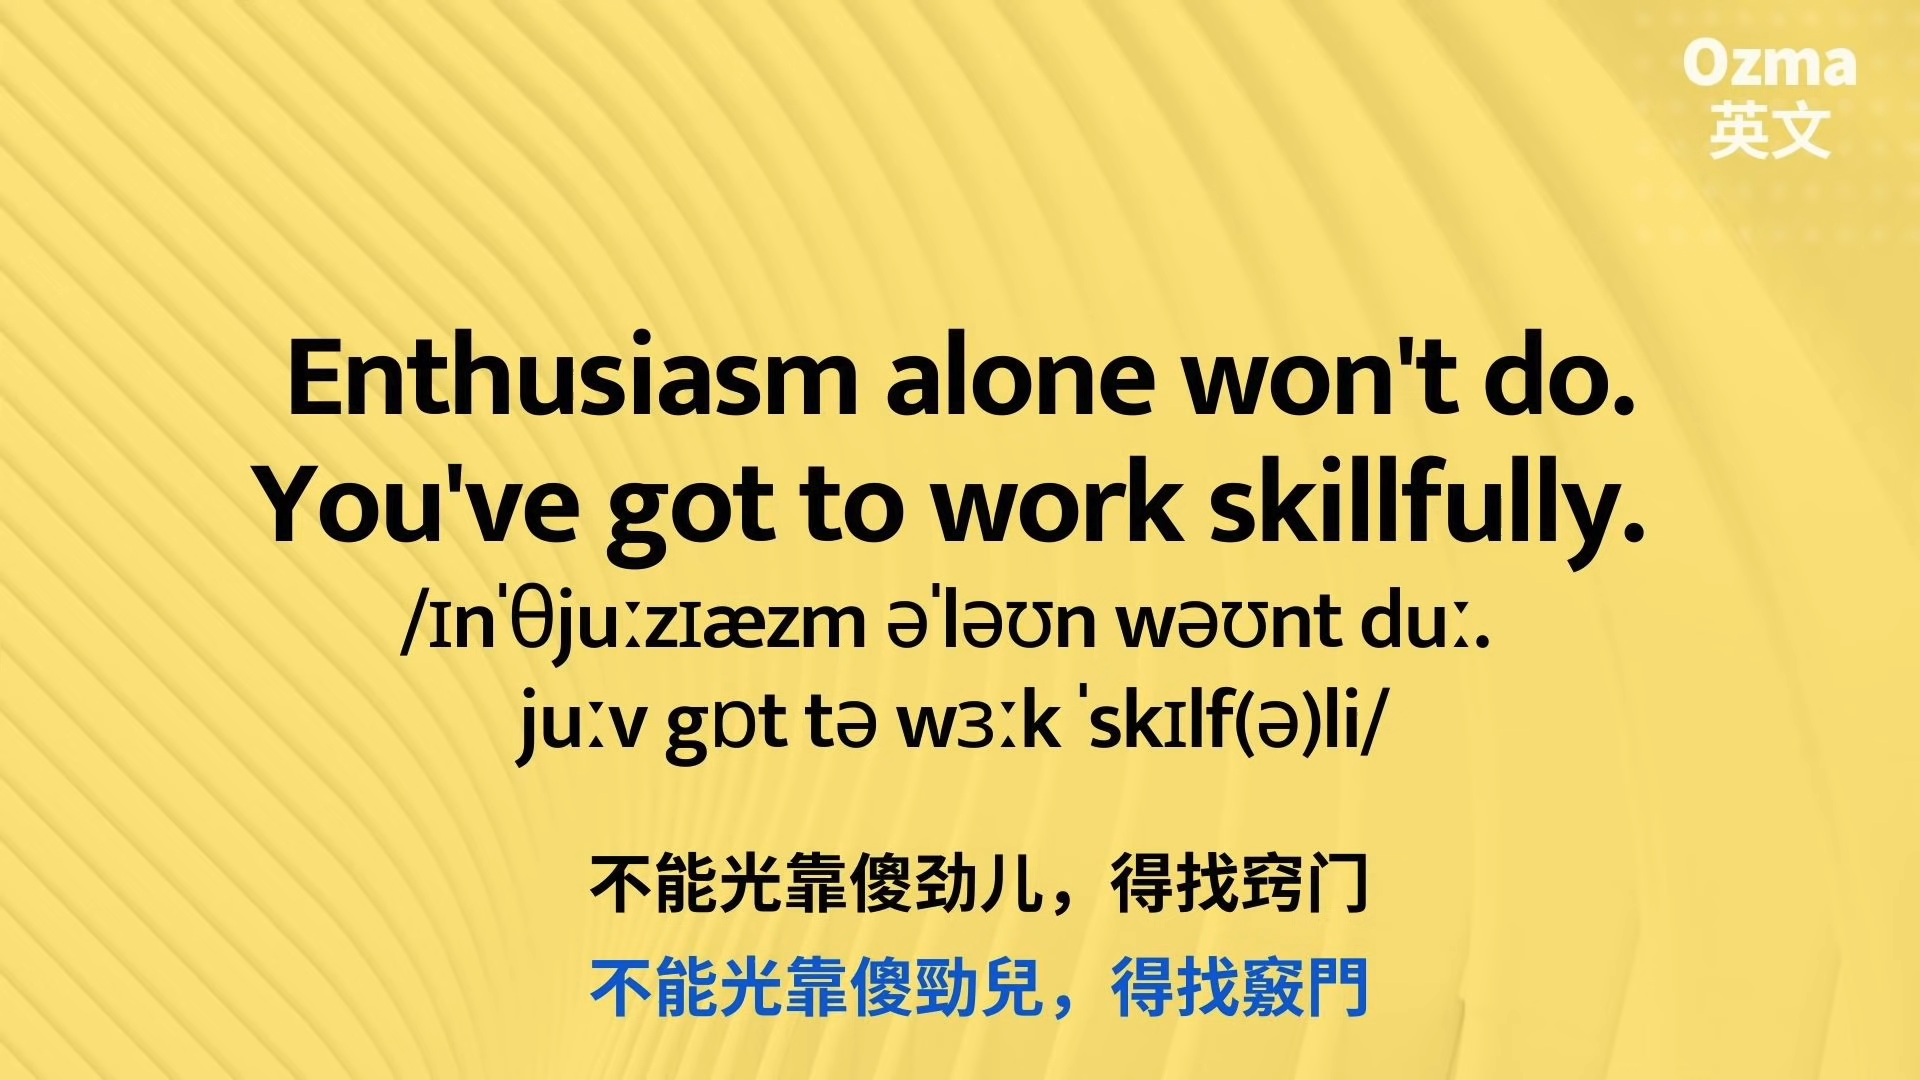 Ozma
英文
Enthusiasm alone won't do.
You've got to work skillfully.
/ɪnˈθjuːzɪæzm əˈləʊn wəʊnt duː.
juːv gɒt tə wɜːk ˈskɪlf(ə)li/
不能光靠傻劲儿，得找窍门
不能光靠傻勁兒，得找竅門